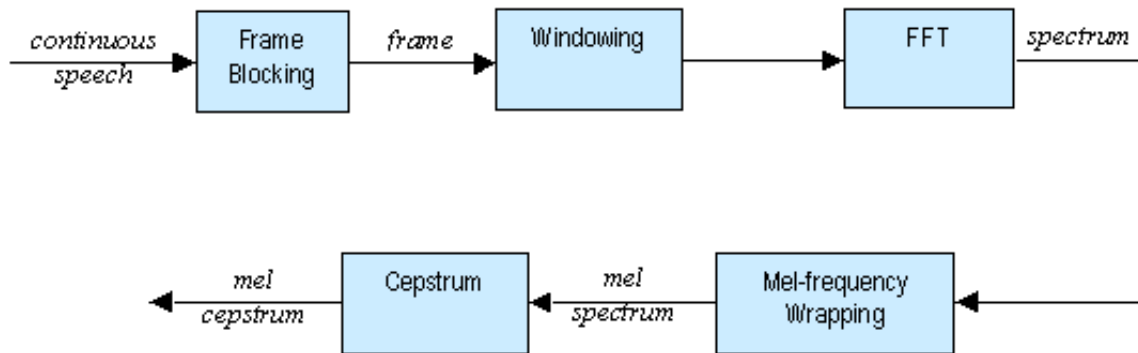 continuous
speech
Frame
Blocking
frame
Windowing
FFT
spectrum
mel
cepstrum
Cepstrum
mel
spectrum
Mel-frequency
Wrapping